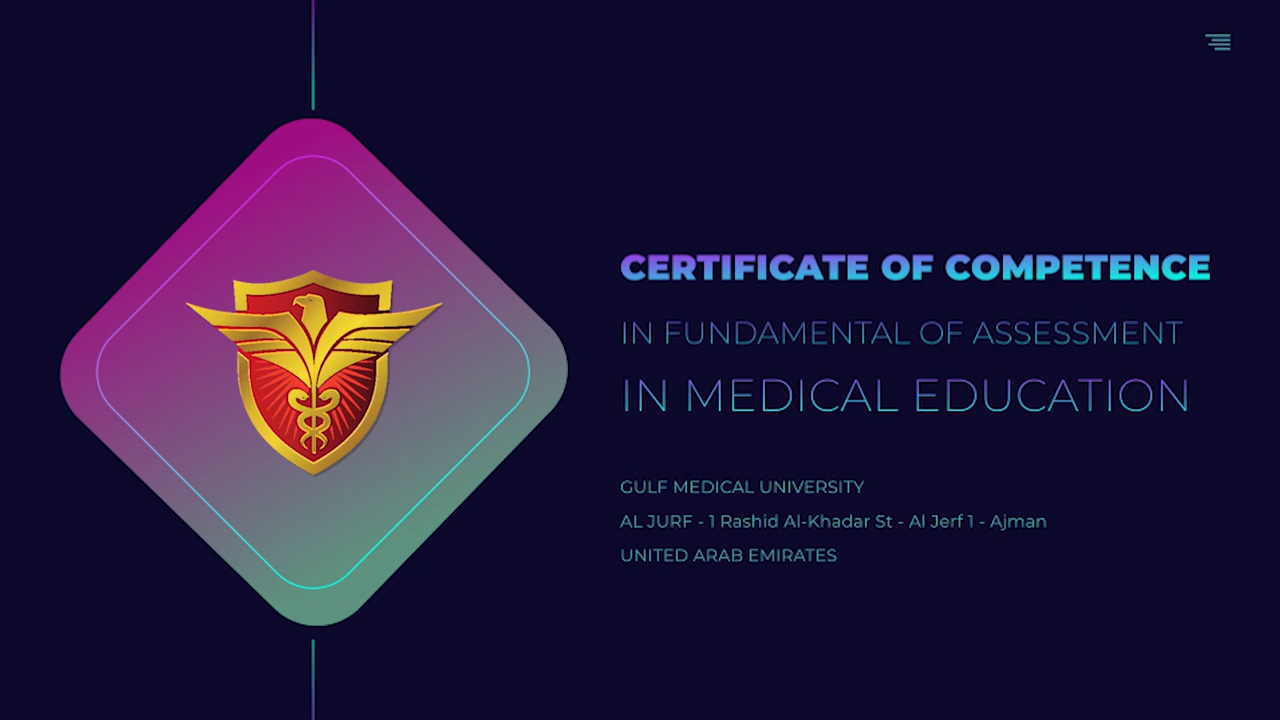 CERTIFICATE OF COMPETENCE
IN FUNDAMENTAL OF ASSESSMENT
IN MEDICAL EDUCATION
GULF MEDICAL UNIVERSITY
AL JURF - 1 Rashid Al-Khadar St - Al Jerf 1 - Ajman
UNITED ARAB EMIRATES